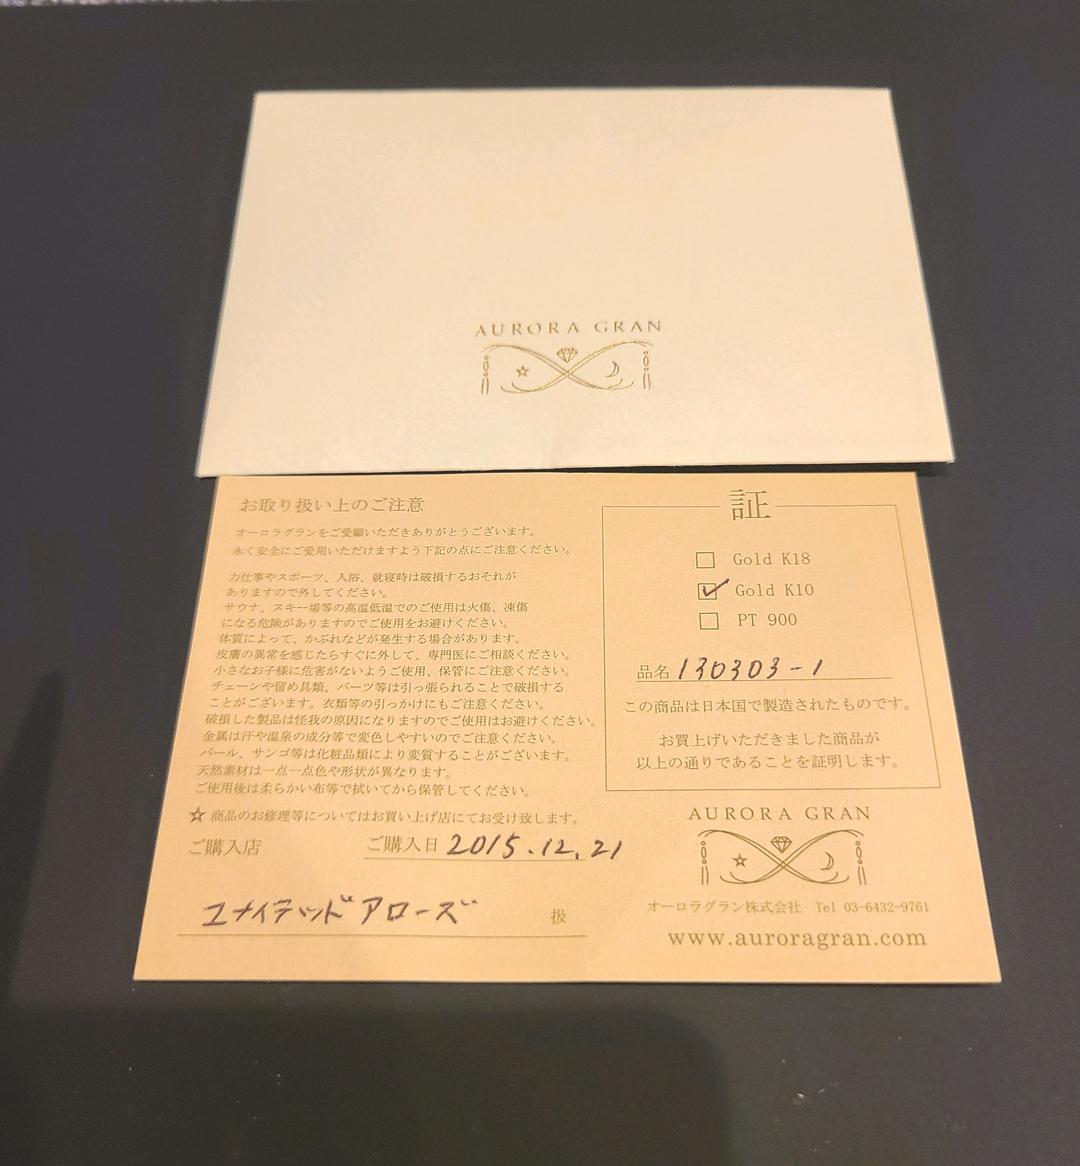 AURORA GRAN
お取り扱い上のご注意
オーロラグランをご愛顧いただきありがとうございます。
永く安全にご愛用いただけますよう下記の点にご注意ください。
力仕事やスポーツ、入浴、就寝時は破損するおそれが
ありますので外してください。
サウナ、スキー場等の高温低温でのご使用は火傷、凍傷
になる危険がありますのでご使用をお避けください。
体質によって、かぶれなどが発生する場合があります。
皮膚の異常を感じたらすぐに外して、専門医にご相談ください。
小さなお子様に危害がないようご使用、保管にご注意ください。
チェーンや留め具類、パーツ等は引っ張られることで破損する
ことがございます。衣類等の引っかけにもご注意ください。
破損した製品は怪我の原因になりますのでご使用はお避けください。
金属は汗や温泉の成分等で変色しやすいのでご注意ください。
パール、サンゴ等は化粧品類により変質することがございます。
天然素材は一点一点色や形状が異なります。
ご使用後は柔らかい布等で拭いてから保管してください。
☆商品のお修理等についてはお買い上げ店にてお受け致します。
ご購入店 ご購入日 2015.12.21
ユナイテッドアローズ 扱
証
Gold K18
Gold K10
PT 900
品名 130303-1
この商品は日本国で製造されたものです。
お買上げいただきました商品が
以上の通りであることを証明します。
AURORA GRAN
オーロラグラン株式会社 Tel 03-6432-9761
www.auroragran.com